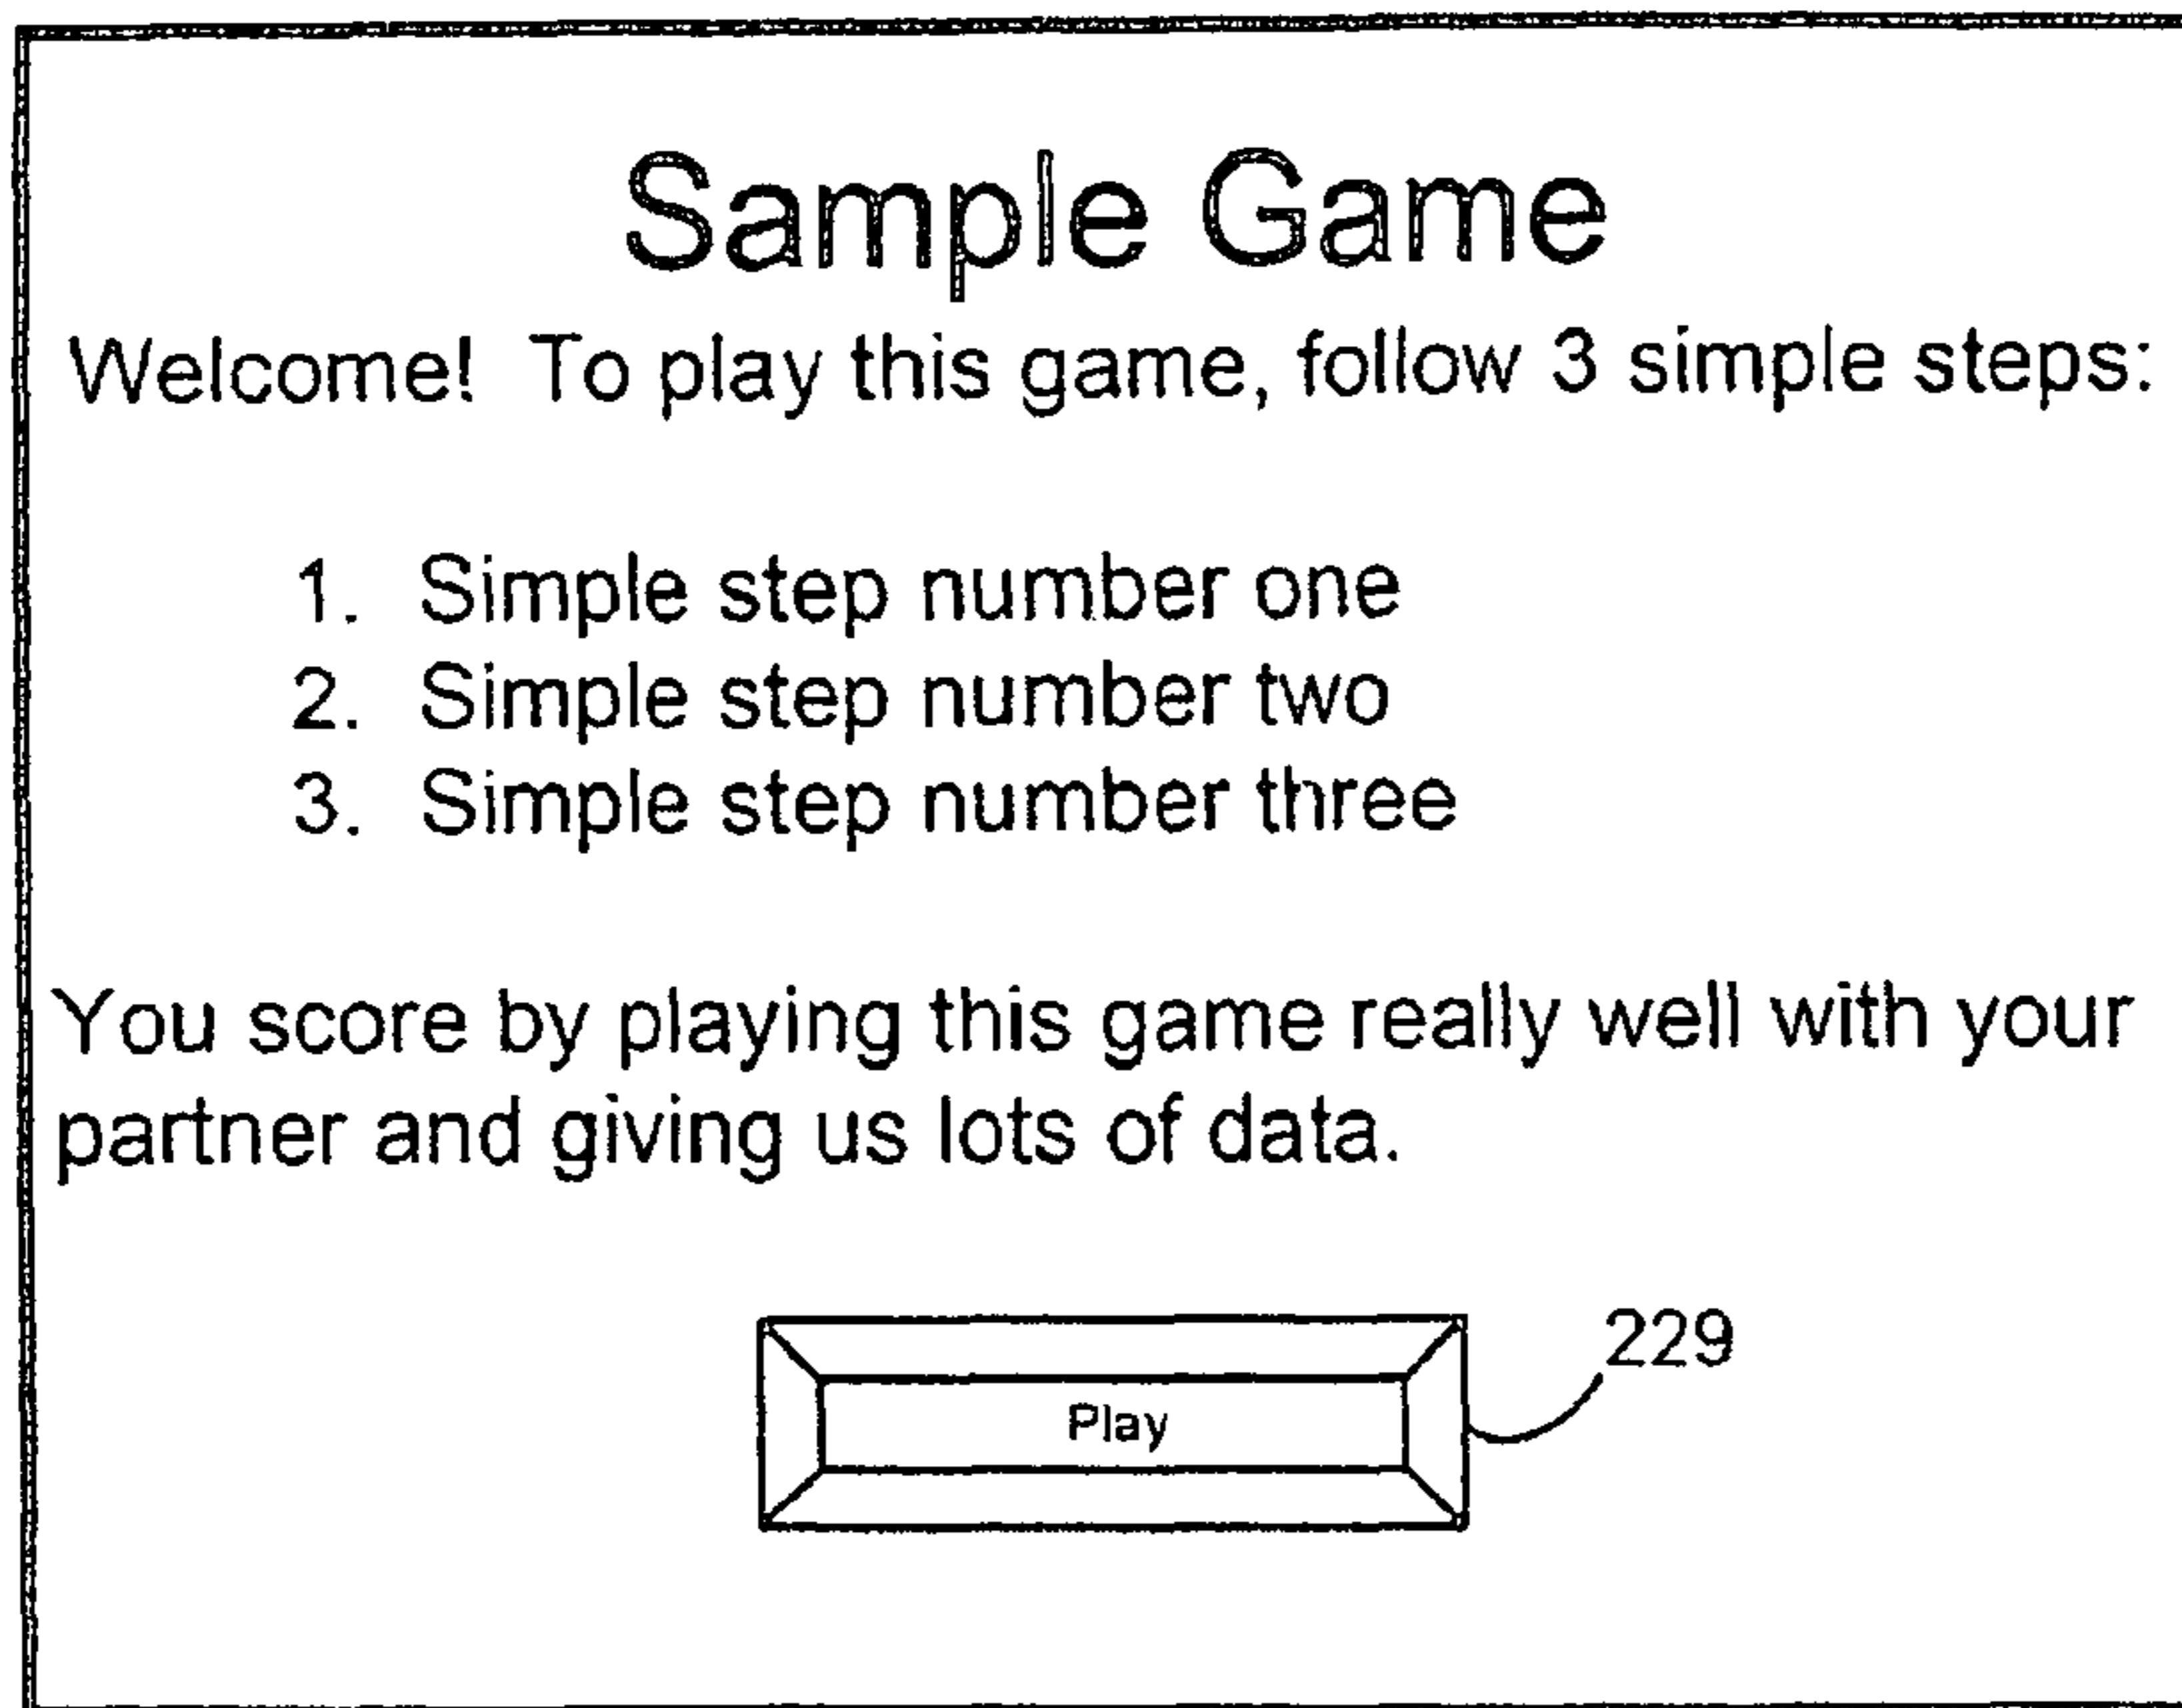 Sample Game
Welcome! To play this game, follow 3 simple steps:
1. Simple step number one
2. Simple step number two
3. Simple step number three
You score by playing this game really well with your
partner and giving us lots of data.
229
Play